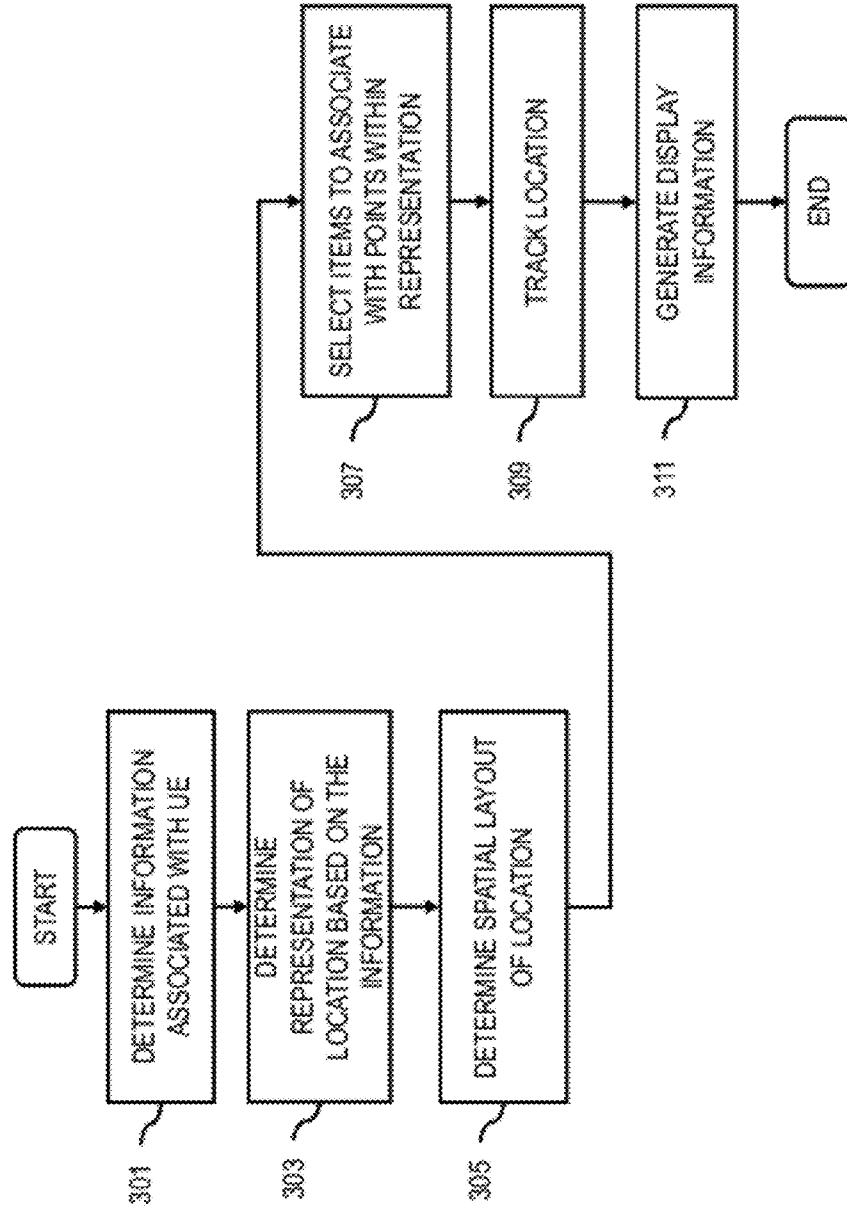 START
301
DETERMINE INFORMATION
ASSOCIATED WITH UE
303
DETERMINE
REPRESENTATION OF
LOCATION BASED ON THE
INFORMATION
305
DETERMINE SPATIAL LAYOUT
OF LOCATION
307
SELECT ITEMS TO ASSOCIATE
WITH POINTS WITHIN
REPRESENTATION
309
TRACK LOCATION
311
GENERATE DISPLAY
INFORMATION
END